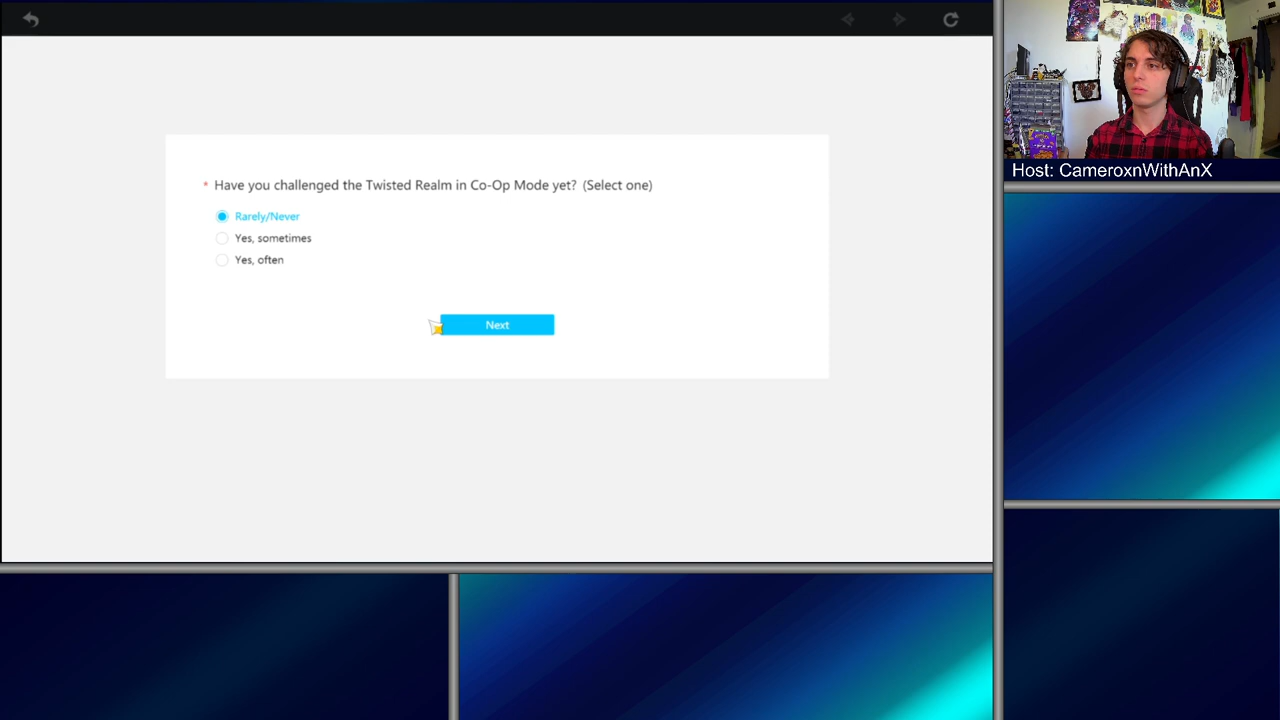 * Have you challenged the Twisted Realm in Co-Op Mode yet? (Select one)
Rarely/Never
Yes, sometimes
Yes, often
Next
Host: CameroxnWithAnX